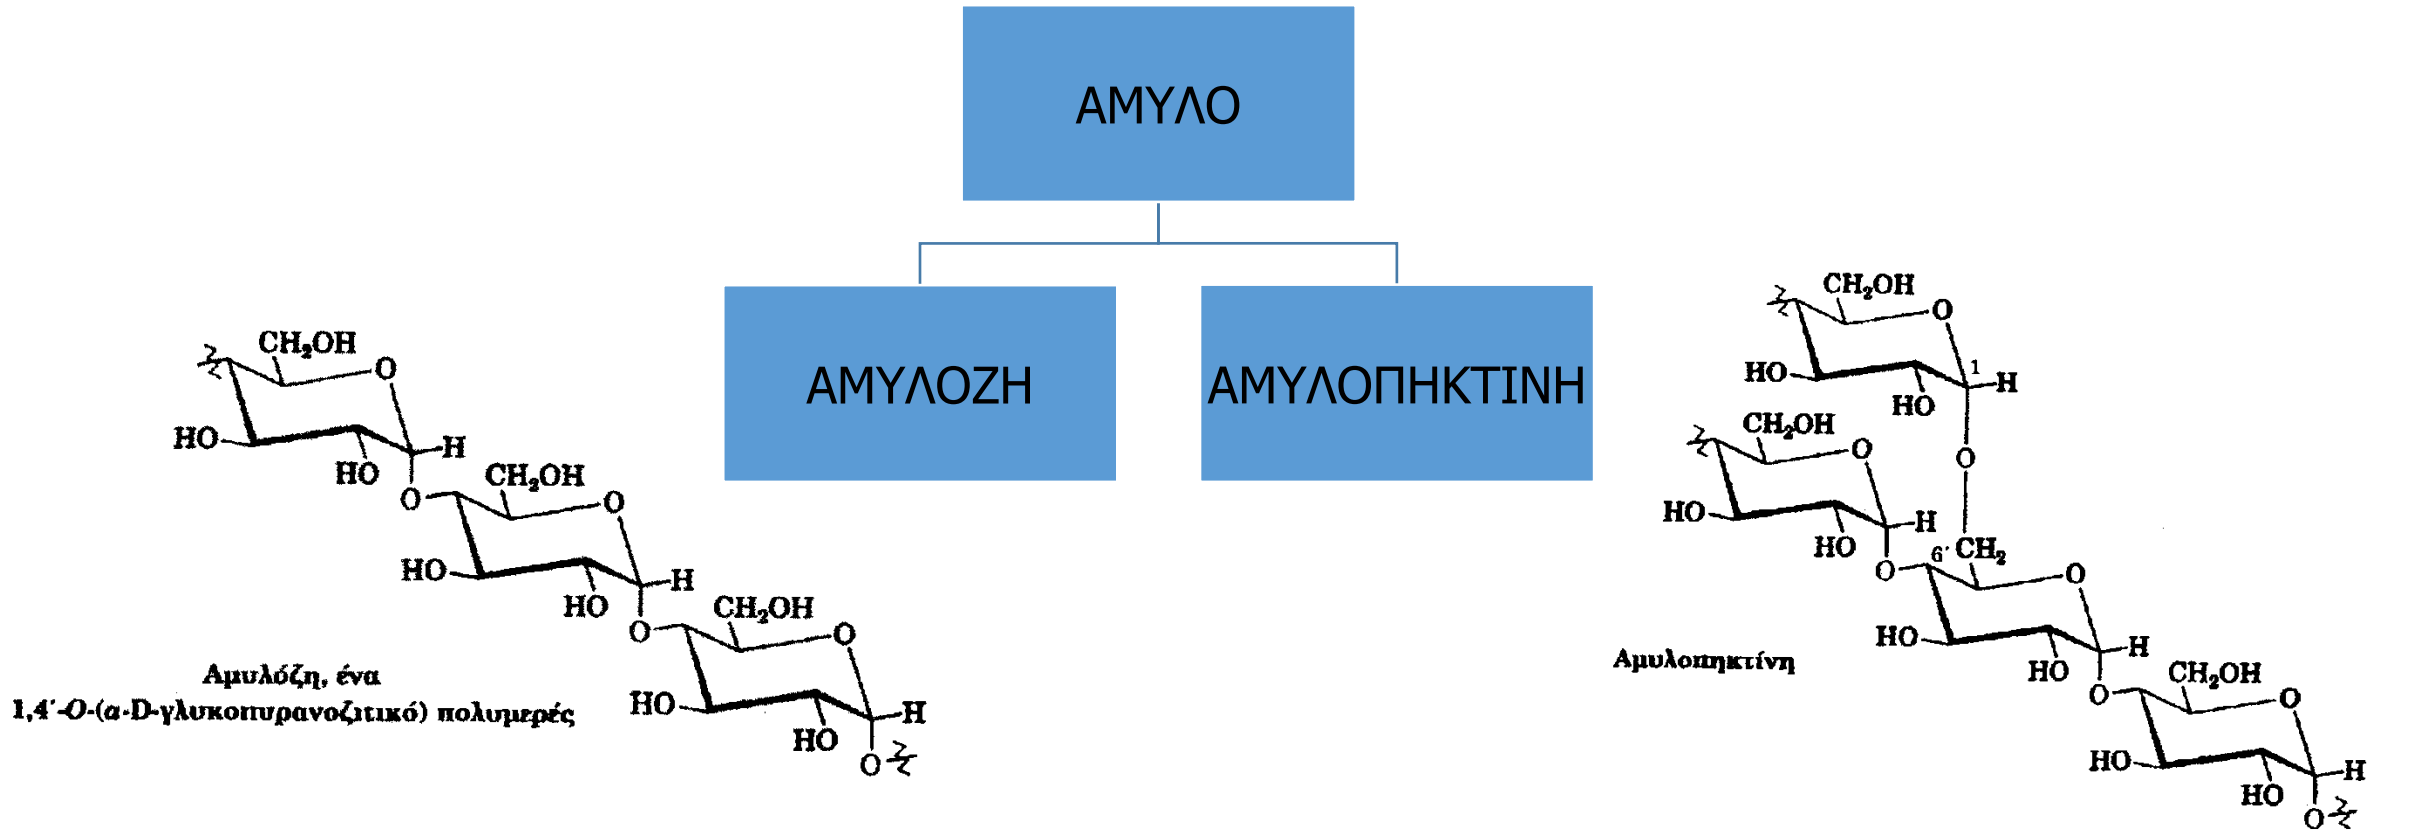 ΑΜΥΛΟ
ΑΜΥΛΟΖΗ
ΑΜΥΛΟΠΗΚΤΙΝΗ
CH₂OH
O
HO
HO
H
O
CH₂OH
O
HO
HO
H
O
CH₂OH
O
HO
HO
H
O
Αμυλόζη, ένα
1,4′-O-(α-D-γλυκοπυρανοζιτικό) πολυμερές
CH₂OH
O
1
HO
H
HO
CH₂OH
O
O
HO
H
HO
6′
CH₂
O
O
HO
H
HO
CH₂OH
O
O
HO
H
HO
O
Αμυλοπηκτίνη